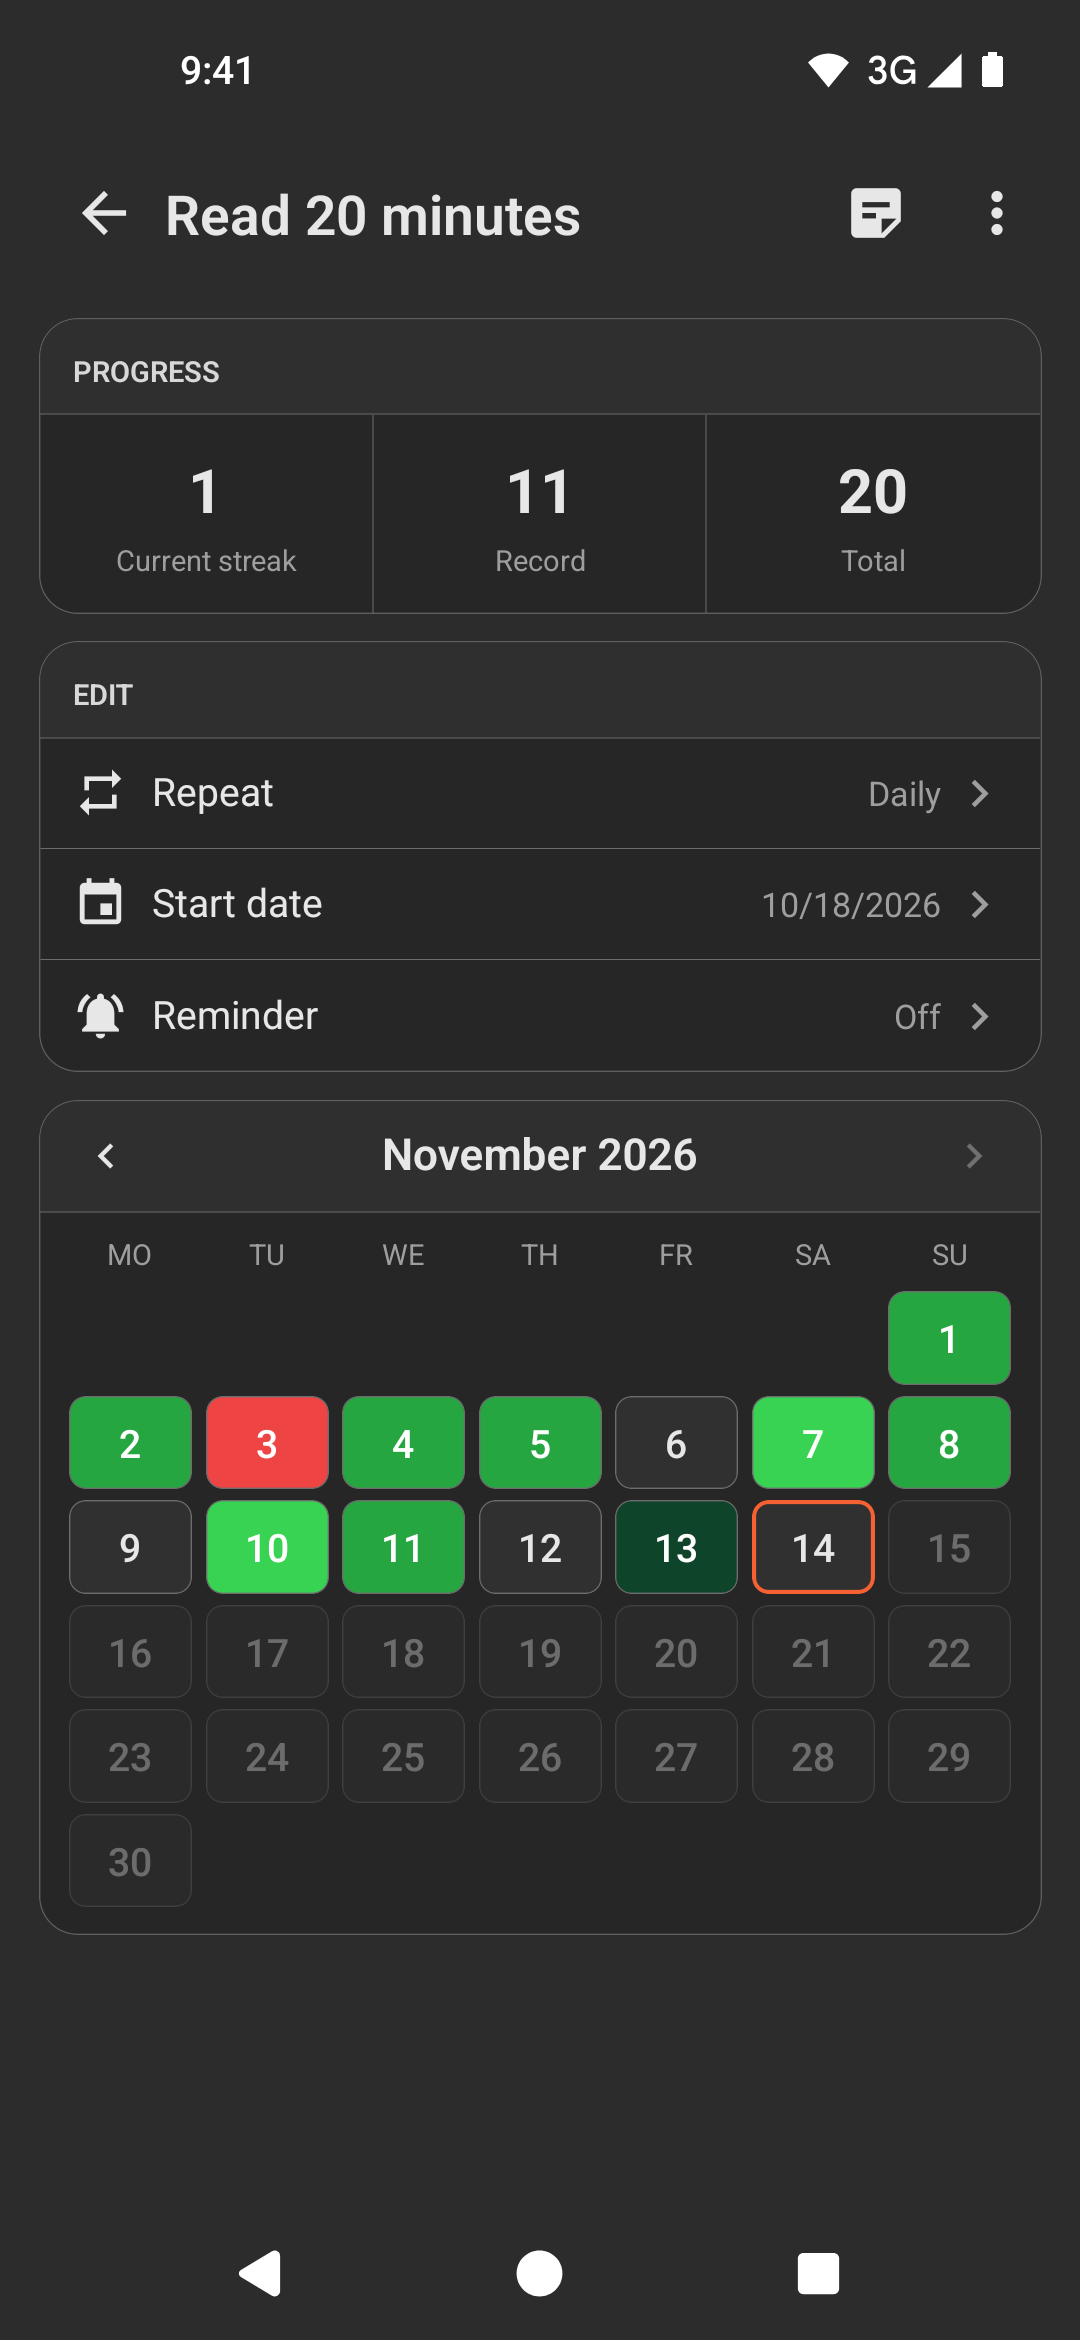 9:41 3G
Read 20 minutes
PROGRESS
1 11 20
Current streak Record Total
EDIT
Repeat Daily
Start date 10/18/2026
Reminder Off
November 2026
MO TU WE TH FR SA SU
1
2 3 4 5 6 7 8
9 10 11 12 13 14 15
16 17 18 19 20 21 22
23 24 25 26 27 28 29
30